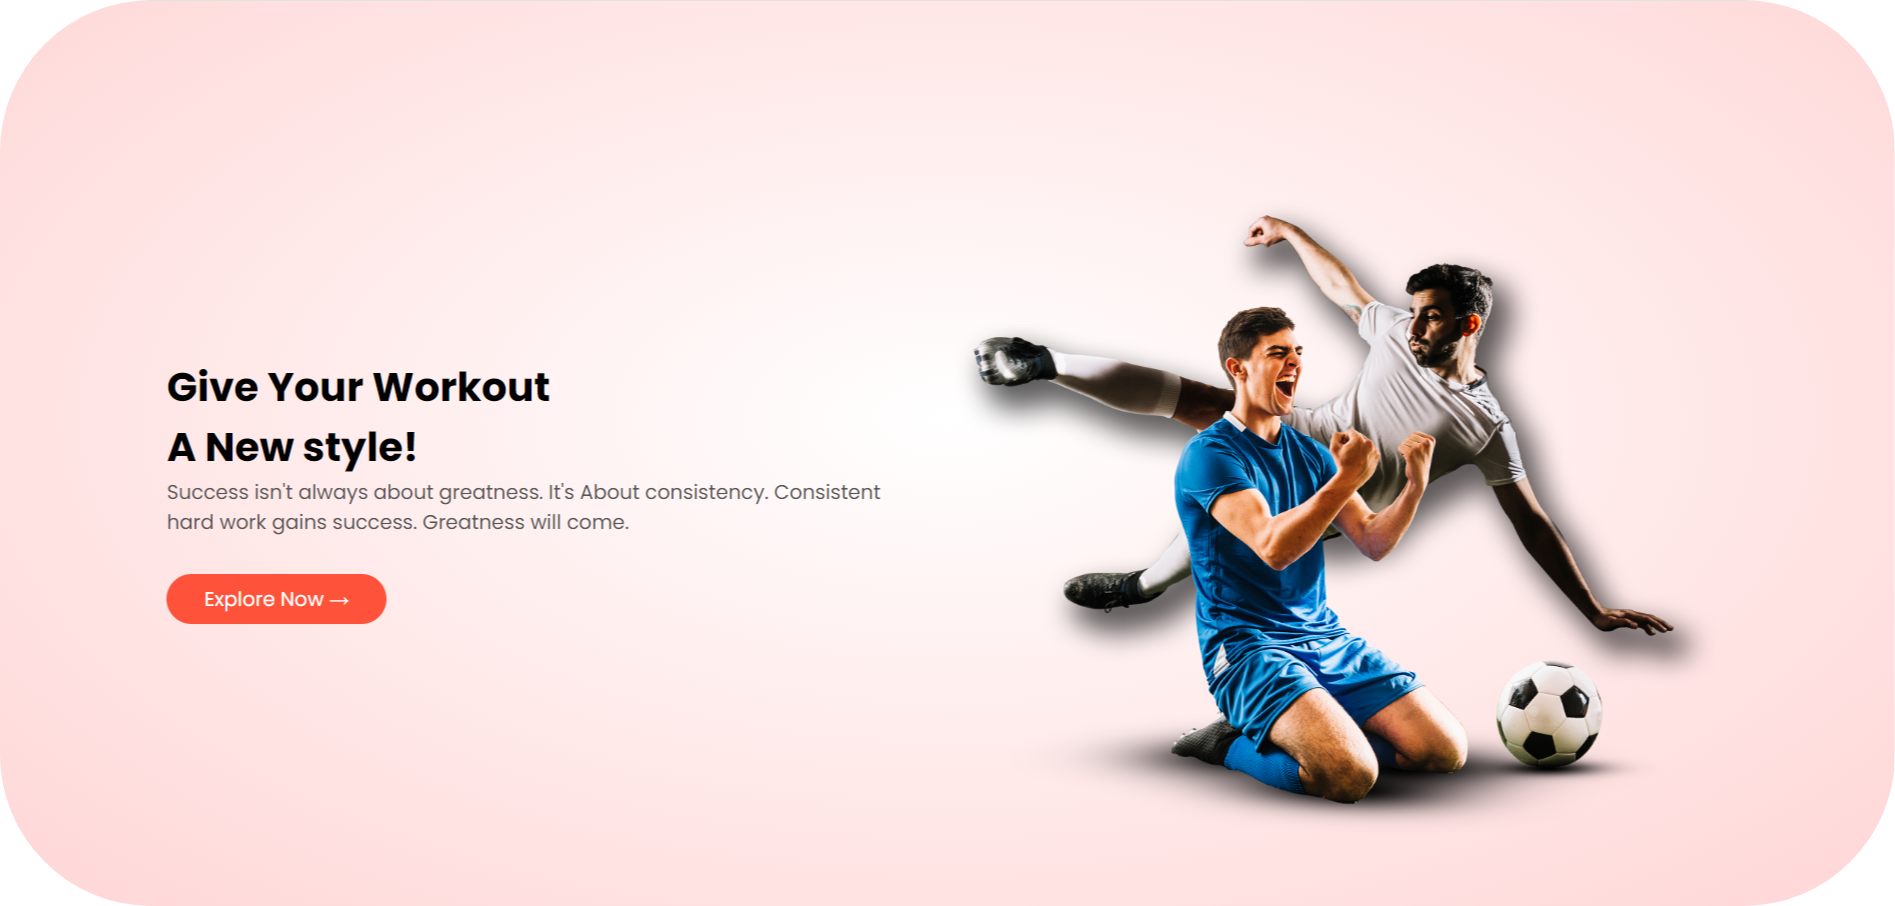 Give Your Workout
A New style!
Success isn't always about greatness. It's About consistency. Consistent
hard work gains success. Greatness will come.
Explore Now →